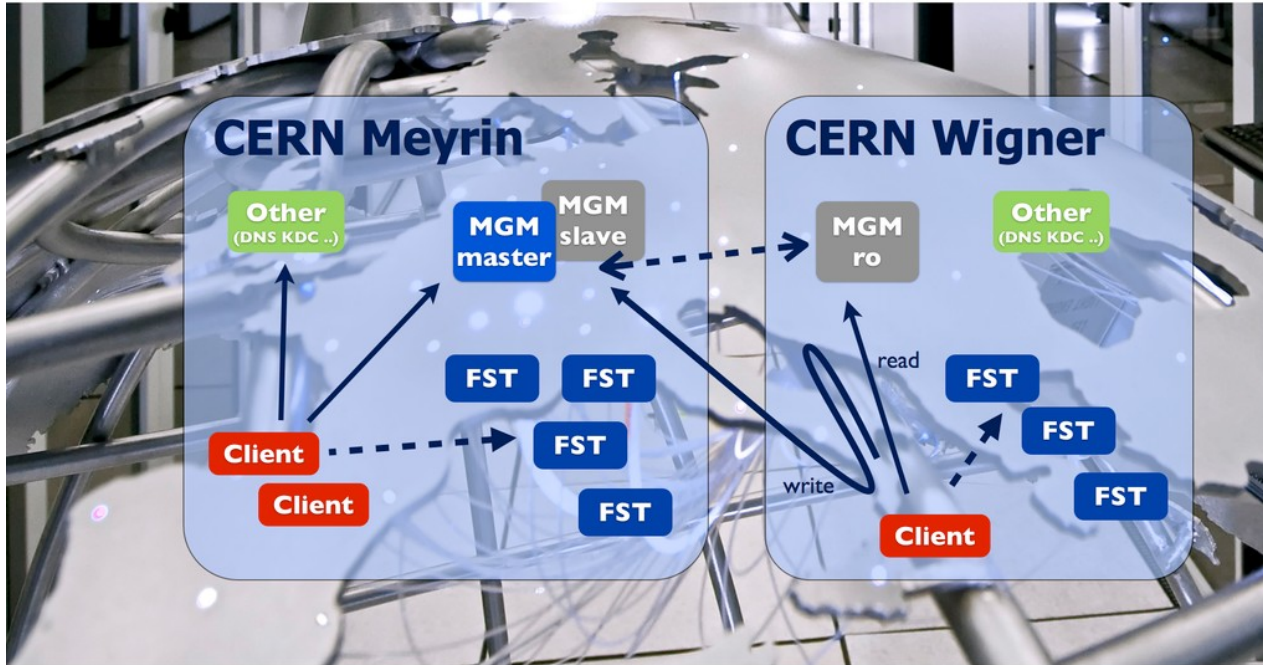 CERN Meyrin
Other
(DNS KDC ..)
MGM
master
MGM
slave
FST
FST
FST
FST
Client
Client
CERN Wigner
MGM
ro
Other
(DNS KDC ..)
read
write
FST
FST
FST
Client